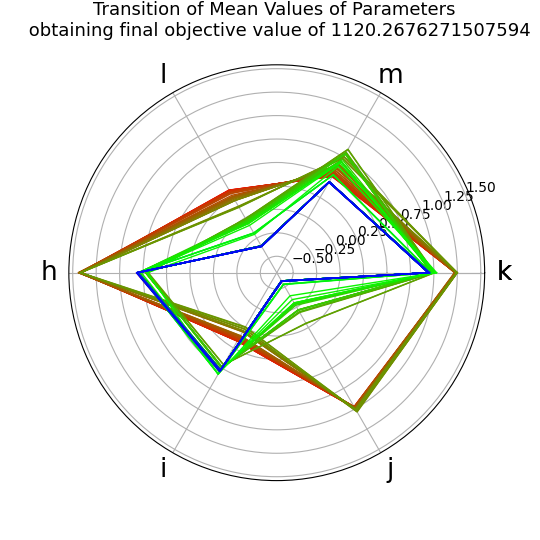 Transition of Mean Values of Parameters
obtaining final objective value of 1120.2676271507594
l
m
1.50
1.25
1.00
0.75
0.25
0.00
−0.25
−0.50
h
k
i
j